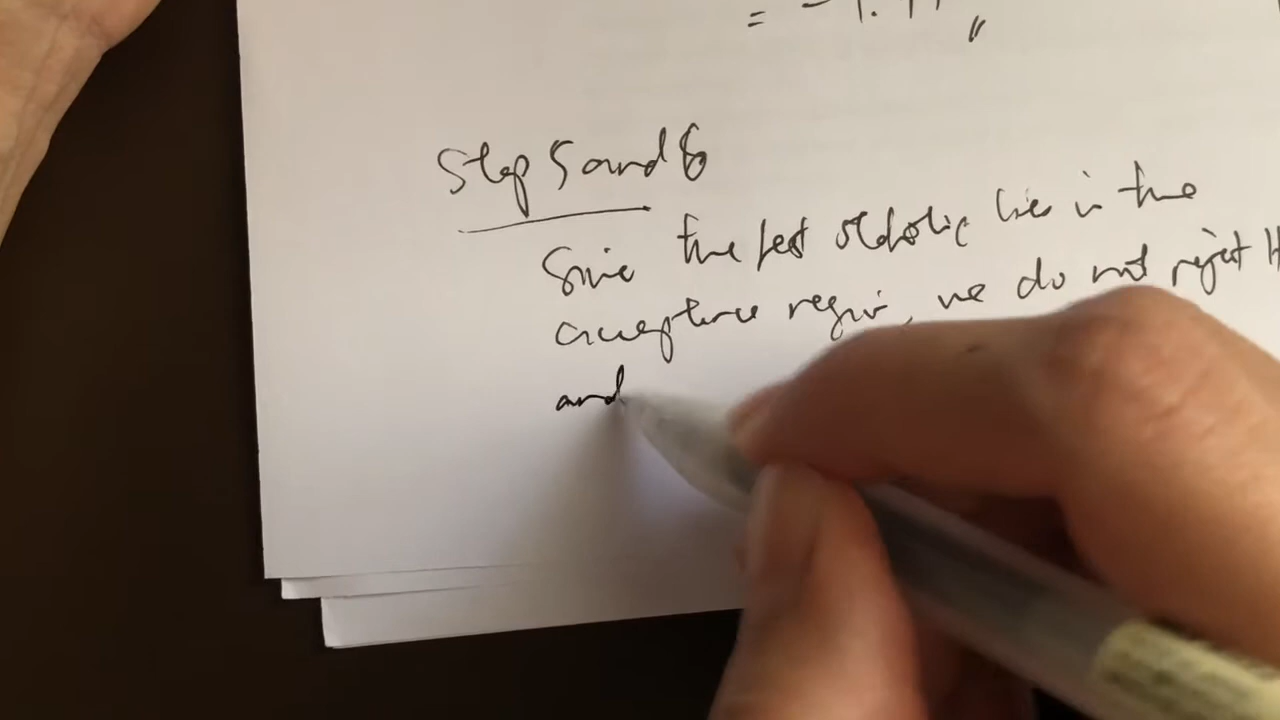 =
Step 5 and 6
Since the test statistic lies in the
acceptance region, we do not reject H
and